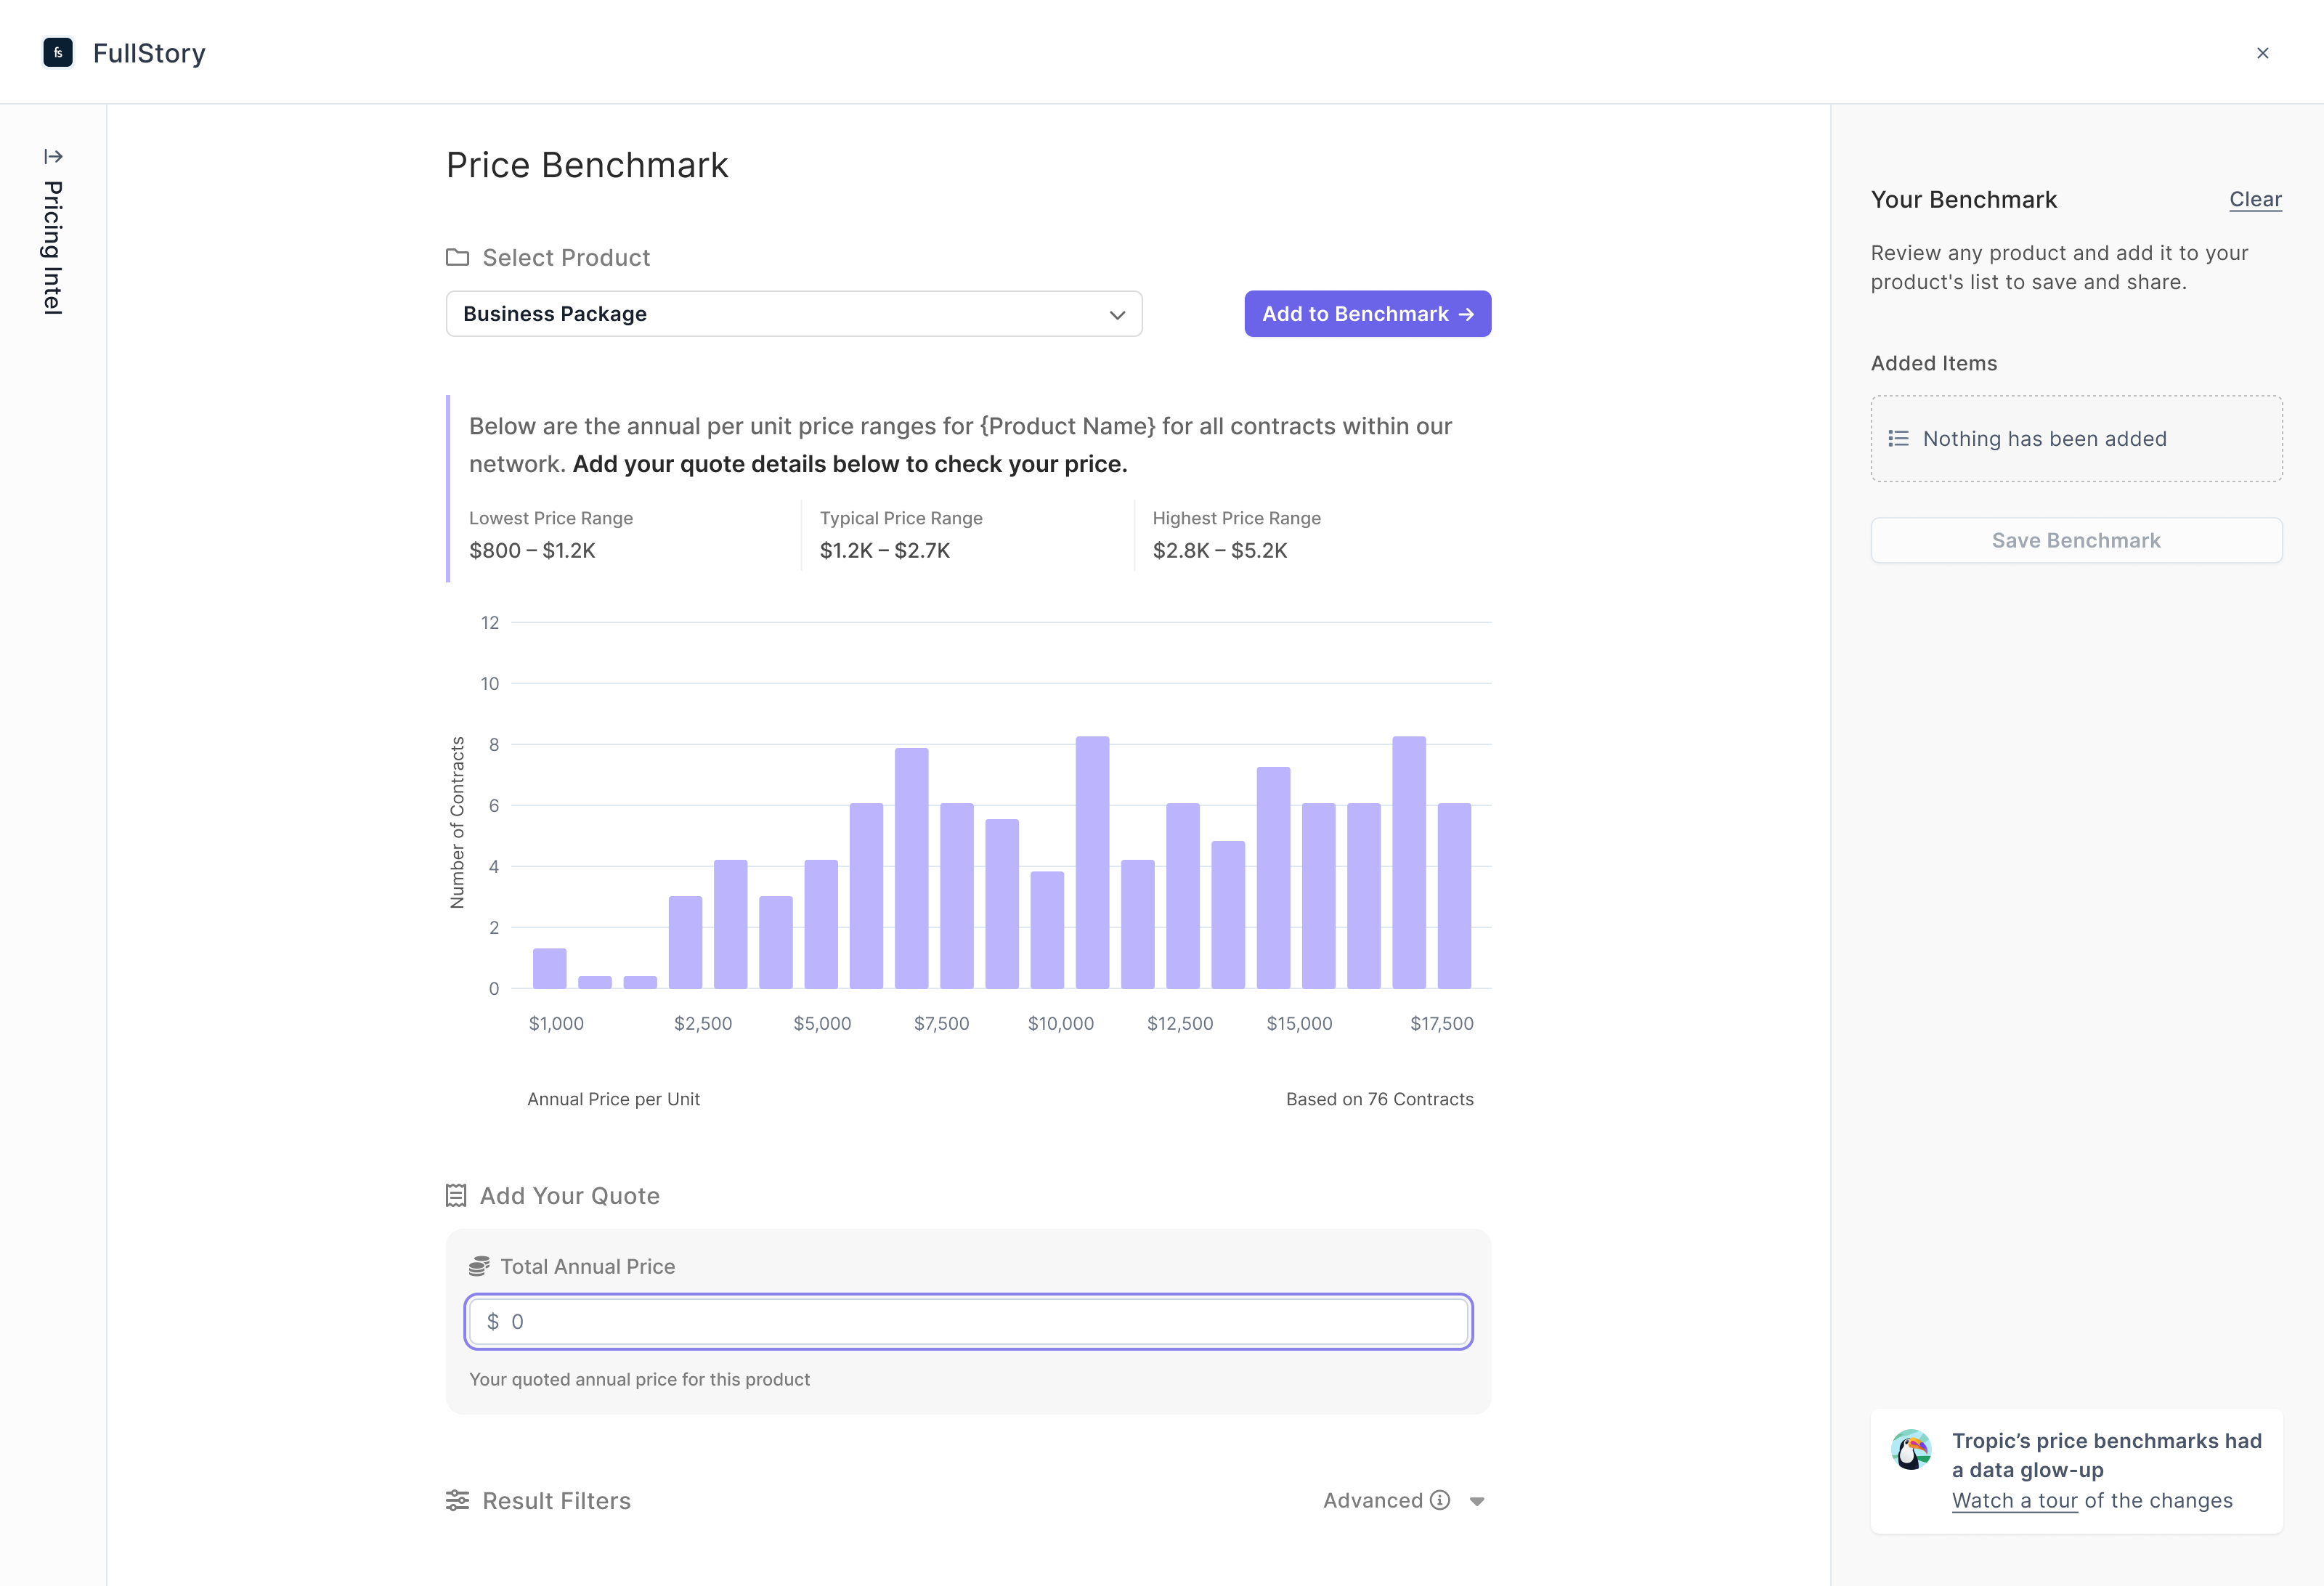 fs
FullStory
Pricing Intel
Price Benchmark
Select Product
Business Package
Add to Benchmark
Below are the annual per unit price ranges for {Product Name} for all contracts within our
network. Add your quote details below to check your price.
Lowest Price Range
$800 – $1.2K
Typical Price Range
$1.2K – $2.7K
Highest Price Range
$2.8K – $5.2K
Number of Contracts
12
10
8
6
4
2
0
$1,000
$2,500
$5,000
$7,500
$10,000
$12,500
$15,000
$17,500
Annual Price per Unit
Based on 76 Contracts
Add Your Quote
Total Annual Price
$ 0
Your quoted annual price for this product
Result Filters
Advanced
Your Benchmark
Clear
Review any product and add it to your
product's list to save and share.
Added Items
Nothing has been added
Save Benchmark
Tropic’s price benchmarks had
a data glow-up
Watch a tour of the changes